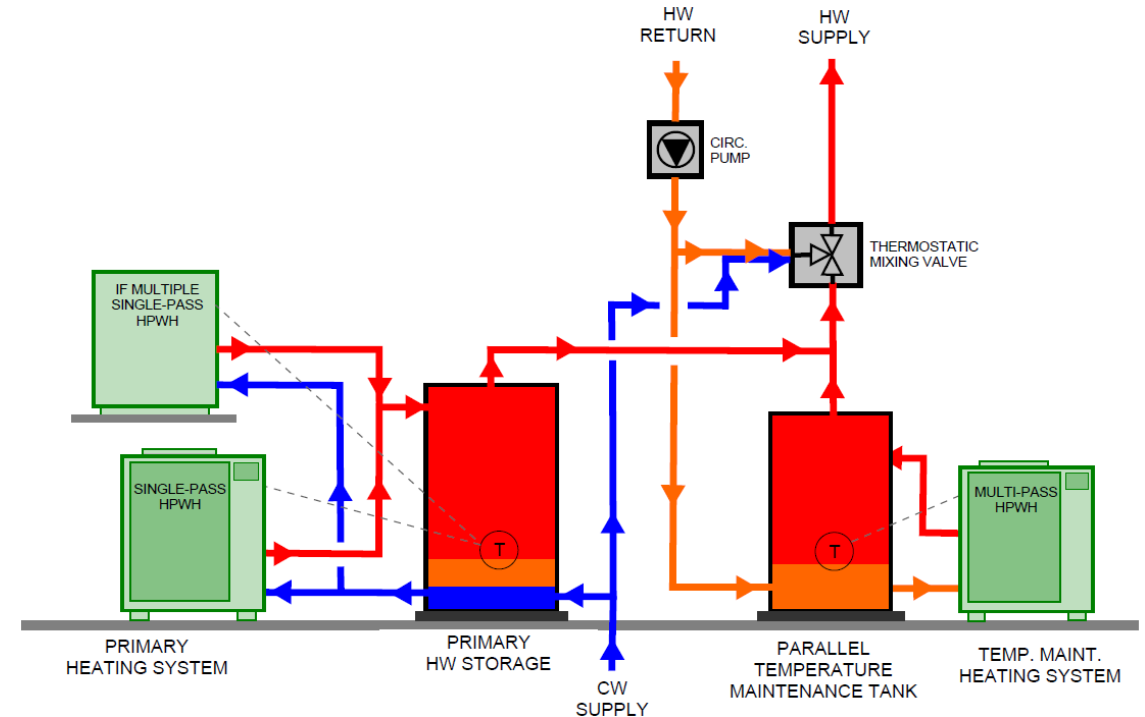 HW
RETURN
HW
SUPPLY
CIRC.
PUMP
THERMOSTATIC
MIXING VALVE
IF MULTIPLE
SINGLE-PASS
HPWH
SINGLE-PASS
HPWH
T
T
MULTI-PASS
HPWH
PRIMARY
HEATING SYSTEM
PRIMARY
HW STORAGE
CW
SUPPLY
PARALLEL
TEMPERATURE
MAINTENANCE TANK
TEMP. MAINT.
HEATING SYSTEM